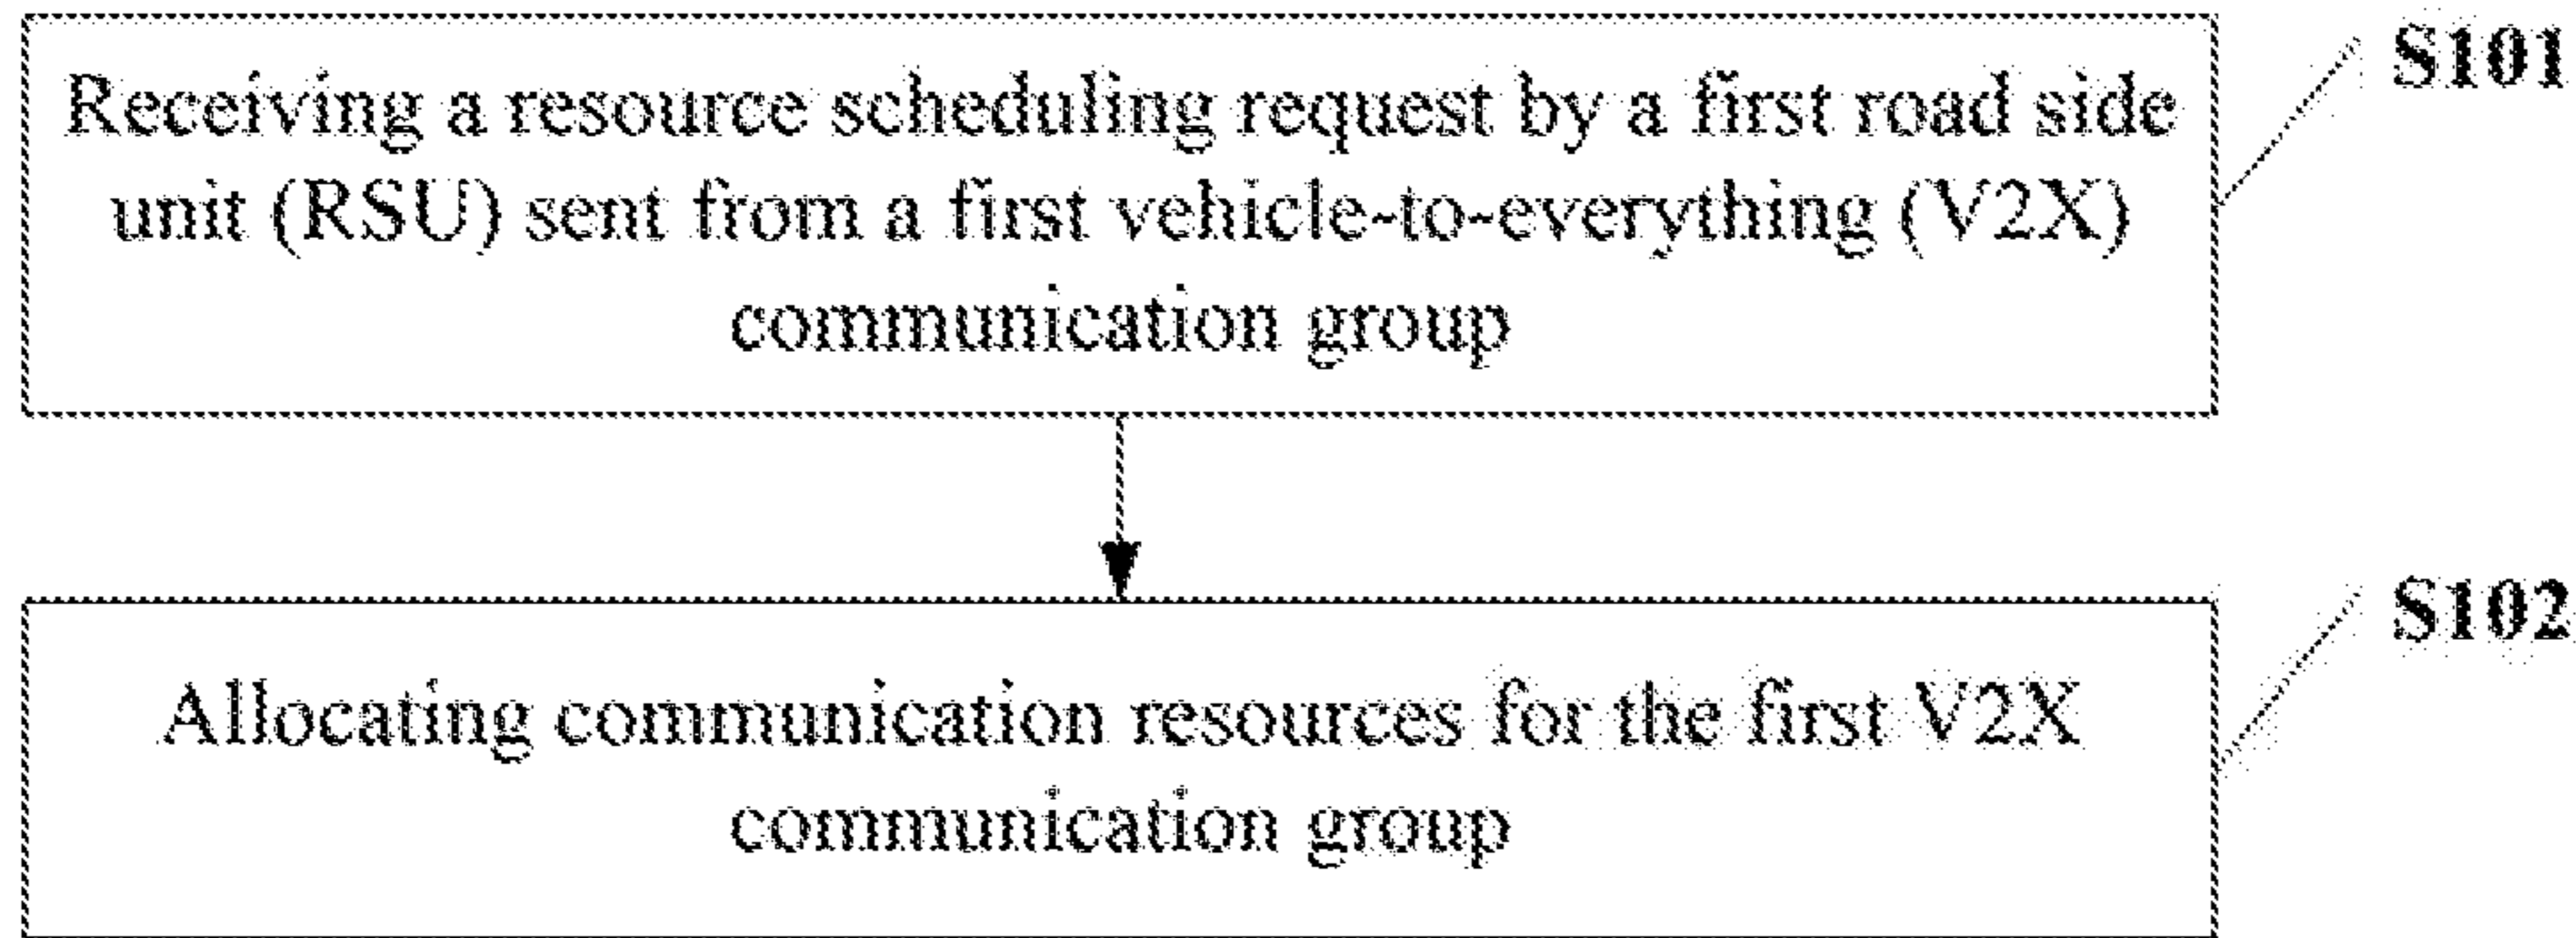 Receiving a resource scheduling request by a first road side
unit (RSU) sent from a first vehicle-to-everything (V2X)
communication group
S101
Allocating communication resources for the first V2X
communication group
S102